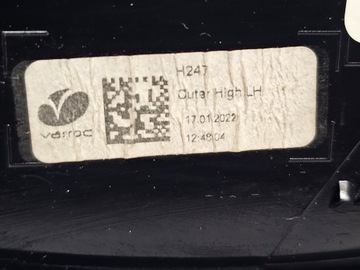 varroc
H247
Outer High LH
17.01.2022
12:48:04